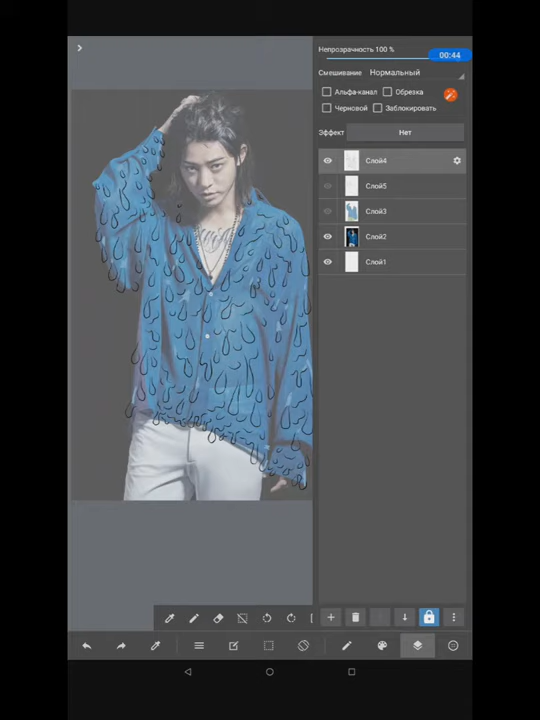 Непрозрачность 100 %
00:44
Смешивание Нормальный
Альфа-канал Обрезка
Черновой Заблокировать
Эффект Нет
Слой4
Слой5
Слой3
Слой2
Слой1